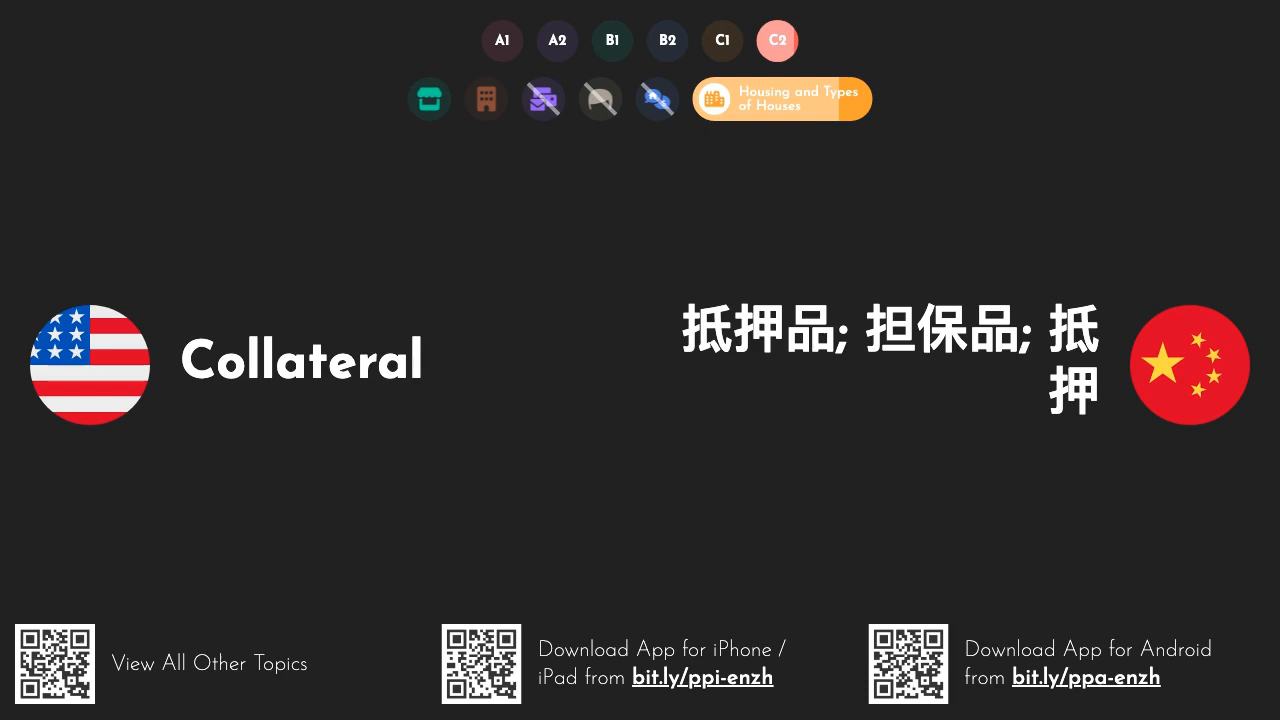 A1 A2 B1 B2 C1 C2
Housing and Types
of Houses
Collateral
抵押品; 担保品; 抵
押
View All Other Topics
Download App for iPhone /
iPad from bit.ly/ppi-enzh
Download App for Android
from bit.ly/ppa-enzh